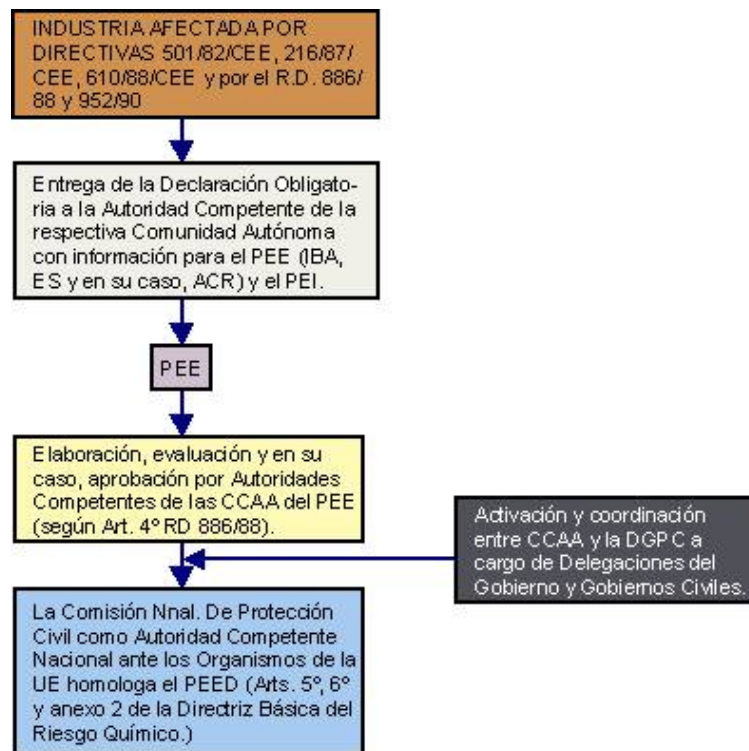 INDUSTRIA AFECTADA POR
DIRECTIVAS 501/82/CEE, 216/87/
CEE, 610/88/CEE y por el R.D. 886/
88 y 952/90
Entrega de la Declaración Obligato-
ria a la Autoridad Competente de la
respectiva Comunidad Autónoma
con información para el PEE (IBA,
ES y en su caso, ACR) y el PEI.
PEE
Elaboración, evaluación y en su
caso, aprobación por Autoridades
Competentes de las CCAA del PEE
(según Art. 4º RD 886/88).
Activación y coordinación
entre CCAA y la DGPC a
cargo de Delegaciones del
Gobierno y Gobiernos Civiles.
La Comisión Nnal. De Protección
Civil como Autoridad Competente
Nacional ante los Organismos de la
UE homologa el PEED (Arts. 5º, 6º
y anexo 2 de la Directriz Básica del
Riesgo Químico.)